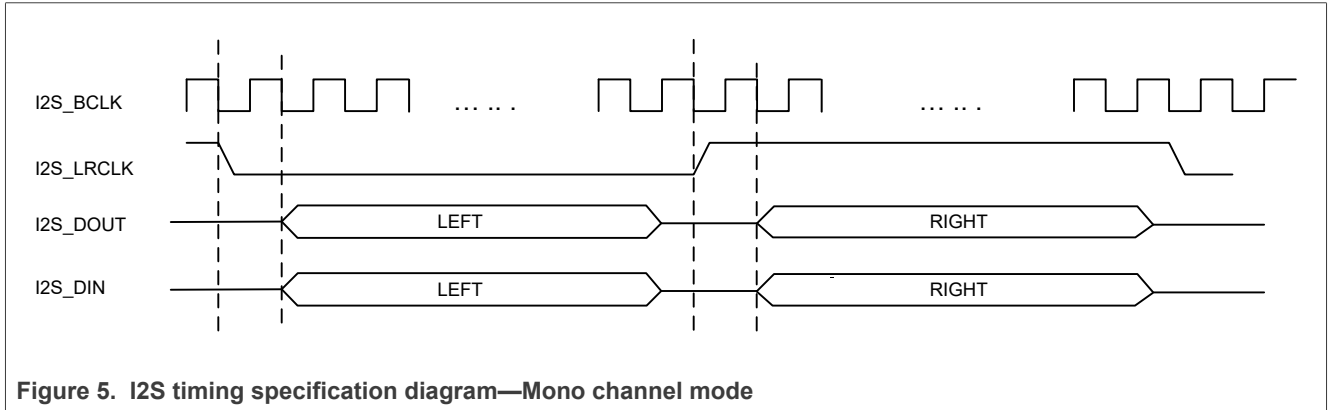 I2S_BCLK
... .. .
... .. .
I2S_LRCLK
I2S_DOUT
LEFT
RIGHT
I2S_DIN
LEFT
RIGHT
Figure 5. I2S timing specification diagram—Mono channel mode